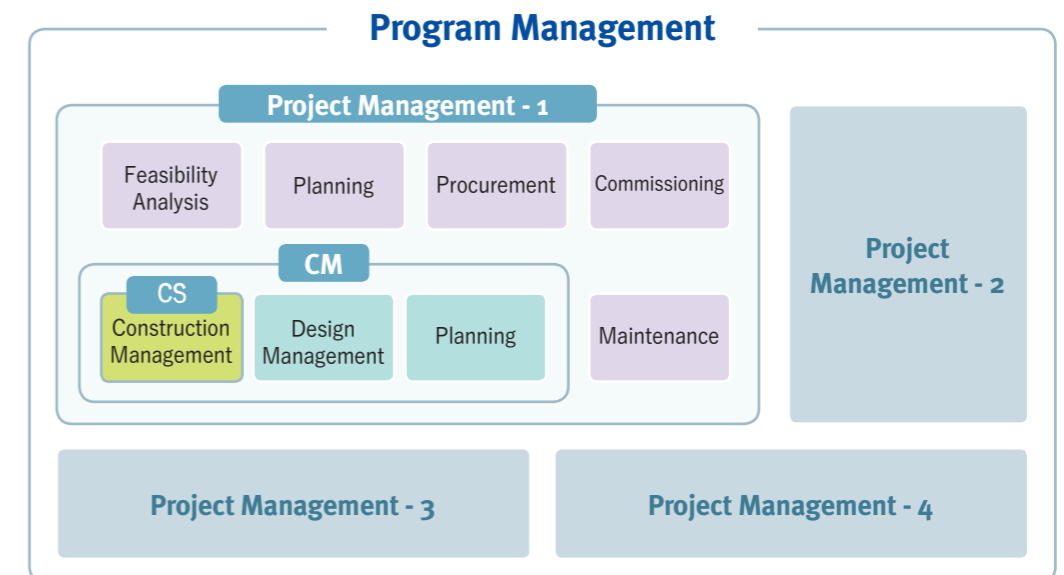 Program Management
Project Management - 1
Feasibility
Analysis
Planning
Procurement
Commissioning
CM
CS
Construction
Management
Design
Management
Planning
Maintenance
Project
Management - 2
Project Management - 3
Project Management - 4